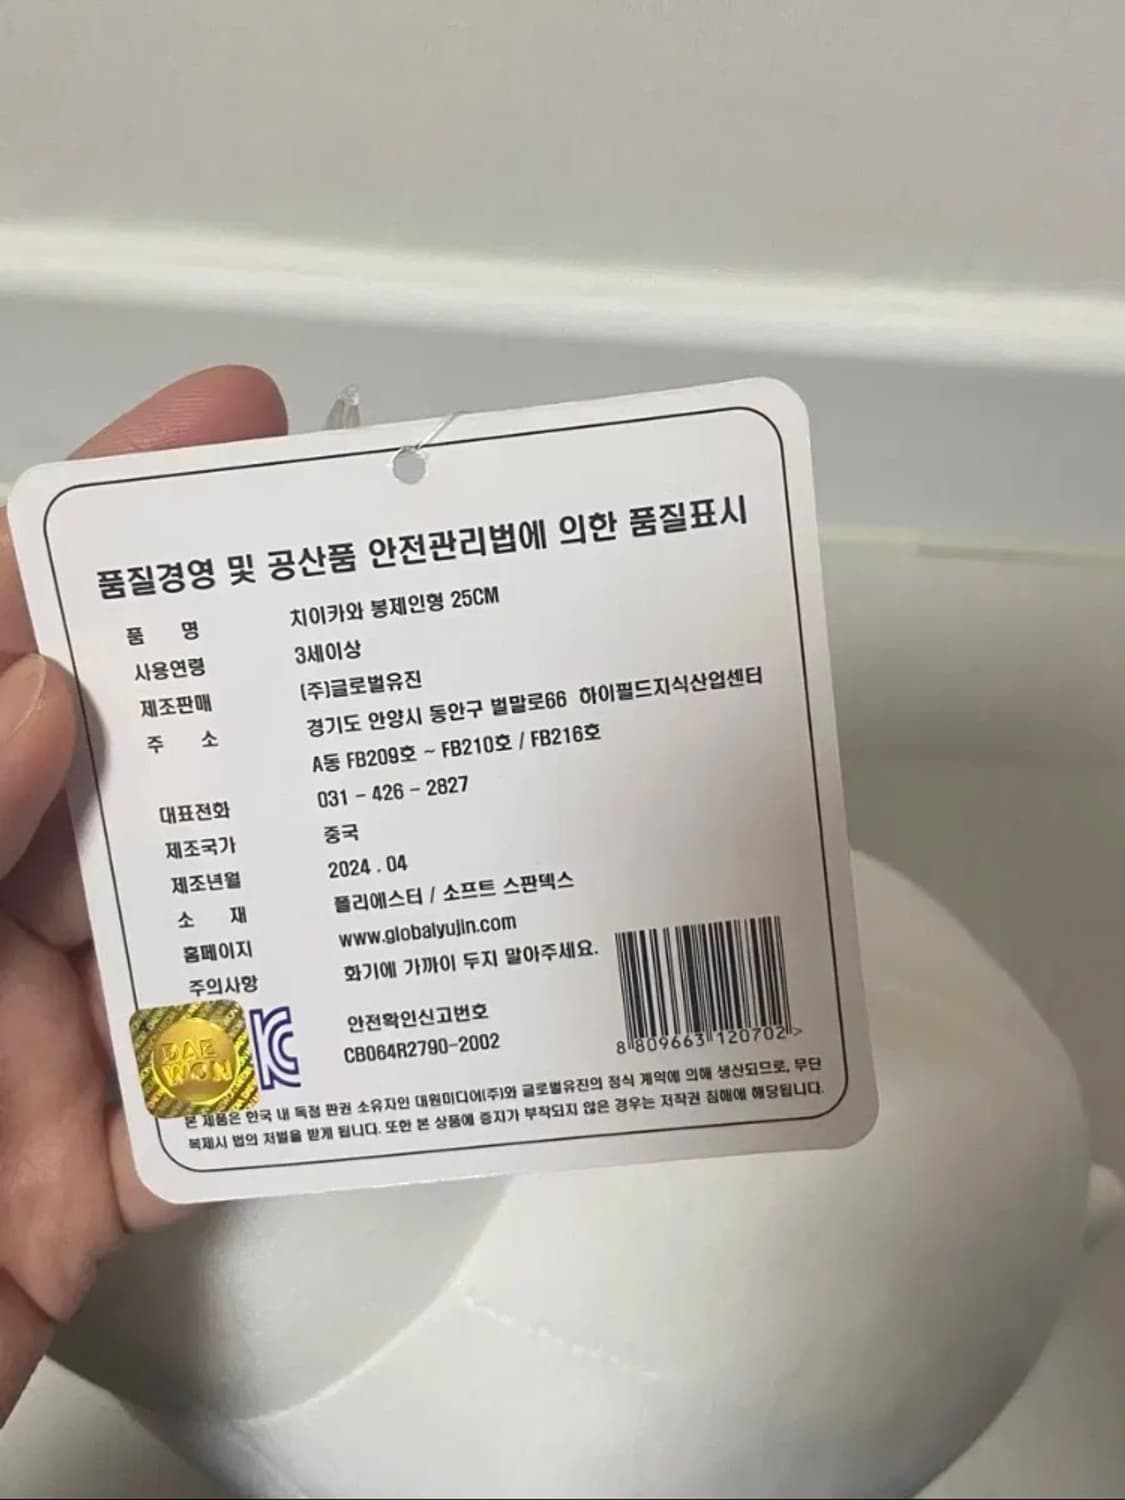 품질경영 및 공산품 안전관리법에 의한 품질표시
품 명 치이카와 봉제인형 25CM
사용연령 3세이상
제조판매 (주)글로벌유진
주 소 경기도 안양시 동안구 벌말로66 하이필드지식산업센터
A동 FB209호 ~ FB210호 / FB216호
대표전화 031 - 426 - 2827
제조국가 중국
제조년월 2024 . 04
소 재 폴리에스터 / 소프트 스판덱스
홈페이지 www.globalyujin.com
주의사항 화기에 가까이 두지 말아주세요.
안전확인신고번호
CB064R2790-2002
DAE
WON
KC
8 809663 120702 >
본 제품은 한국 내 독점 판권 소유자인 대원미디어(주)와 글로벌유진의 정식 계약에 의해 생산되므로, 무단
복제시 법의 저벌을 받게 됩니다. 또한 본 상품에 증지가 부착되지 않은 경우는 저작권 침해에 해당됩니다.